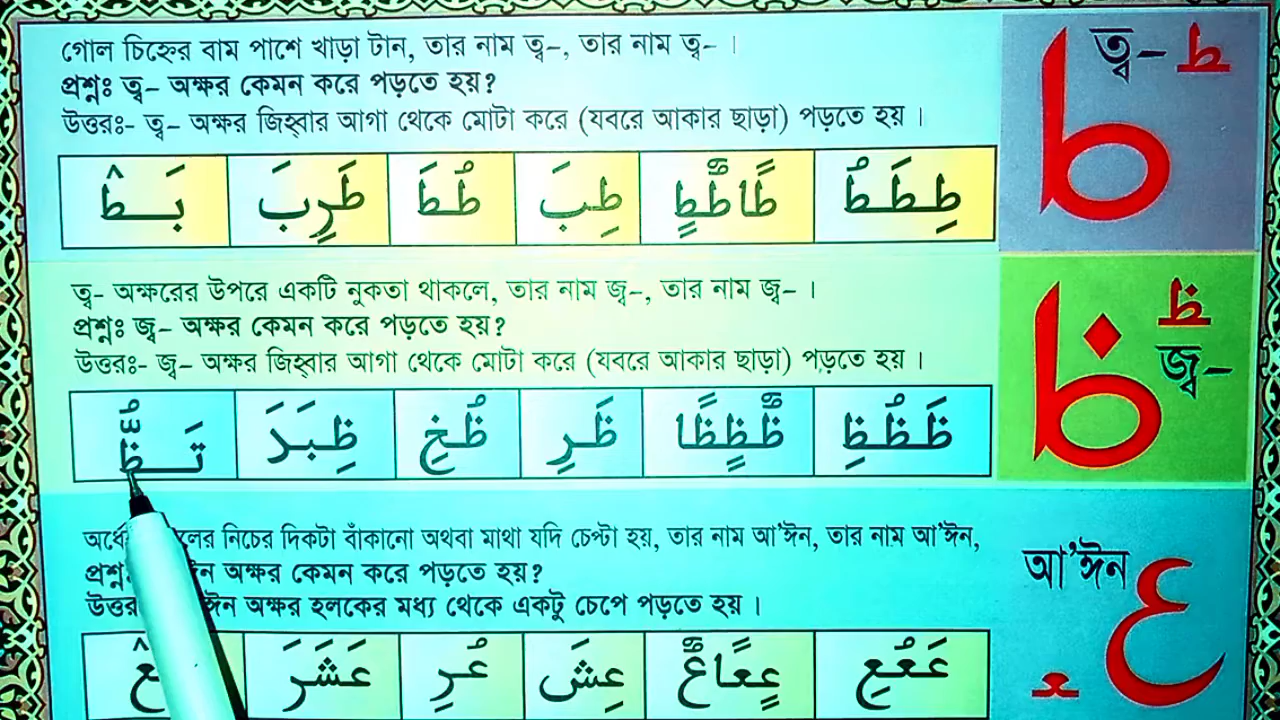 গোল চিহ্নের বাম পাশে খাড়া টান, তার নাম ত্ব–, তার নাম ত্ব– ।
প্রশ্নঃ ত্ব– অক্ষর কেমন করে পড়তে হয়?
উত্তরঃ- ত্ব– অক্ষর জিহ্বার আগা থেকে মোটা করে (যবরে আকার ছাড়া) পড়তে হয় ।
ط ত্ব– ط
طِطَطُ طًاطٌطٍ طِبَ طُطَ طَرِبَ بَطْ
ত্ব– অক্ষরের উপরে একটি নুকতা থাকলে, তার নাম জ্ব–, তার নাম জ্ব– ।
প্রশ্নঃ জ্ব– অক্ষর কেমন করে পড়তে হয়?
উত্তরঃ- জ্ব– অক্ষর জিহ্বার আগা থেকে মোটা করে (যবরে আকার ছাড়া) পড়তে হয় ।
ظ ظ জ্ব–
ظَظُظِ ظٌظٍظًا ظَرِ ظُخِ ظِبَرَ تَظُّ
নিচের দিকটা বাঁকানো অথবা মাথা যদি চেপ্টা হয়, তার নাম আ’ঈন, তার নাম আ’ঈন,
অক্ষর কেমন করে পড়তে হয়?
অক্ষর হলকের মধ্য থেকে একটু চেপে পড়তে হয় ।
আ’ঈন ع ع
عَعُعِ عٍعًاعٌ عِشَ عُرِ عَشَرَ